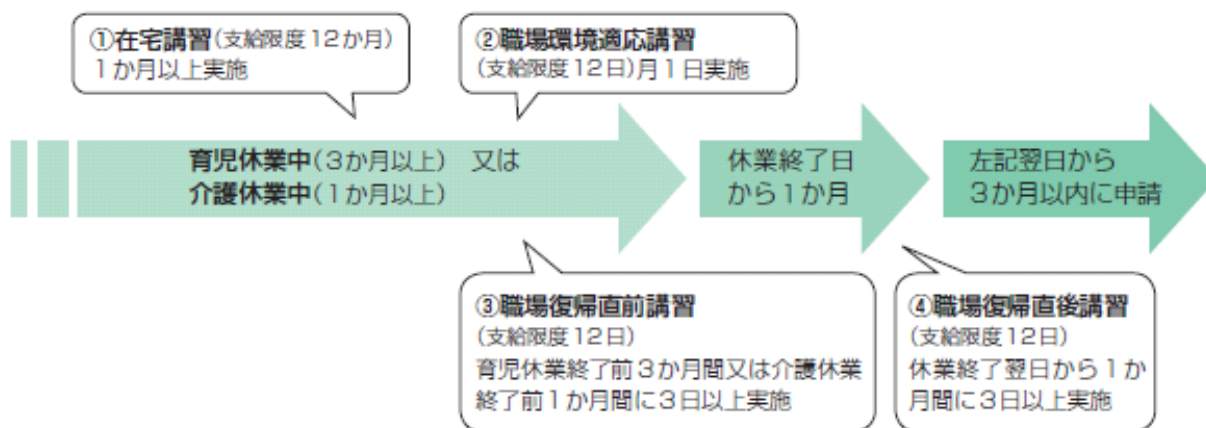 ①在宅講習(支給限度12か月)
1か月以上実施
②職場環境適応講習
(支給限度12日)月1日実施
育児休業中(3か月以上) 又は
介護休業中(1か月以上)
休業終了日
から1か月
左記翌日から
3か月以内に申請
③職場復帰直前講習
(支給限度12日)
育児休業終了前3か月間又は介護休業
終了前1か月間に3日以上実施
④職場復帰直後講習
(支給限度12日)
休業終了翌日から1か
月間に3日以上実施